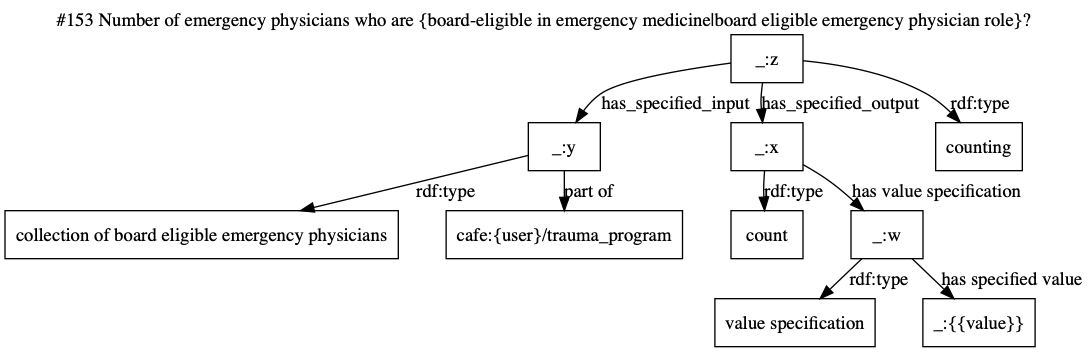 #153 Number of emergency physicians who are {board-eligible in emergency medicine|board eligible emergency physician role}?
_:z
has_specified_input
has_specified_output
rdf:type
_:y
_:x
counting
rdf:type
part of
rdf:type
has value specification
collection of board eligible emergency physicians
cafe:{user}/trauma_program
count
_:w
rdf:type
has specified value
value specification
_:{{value}}